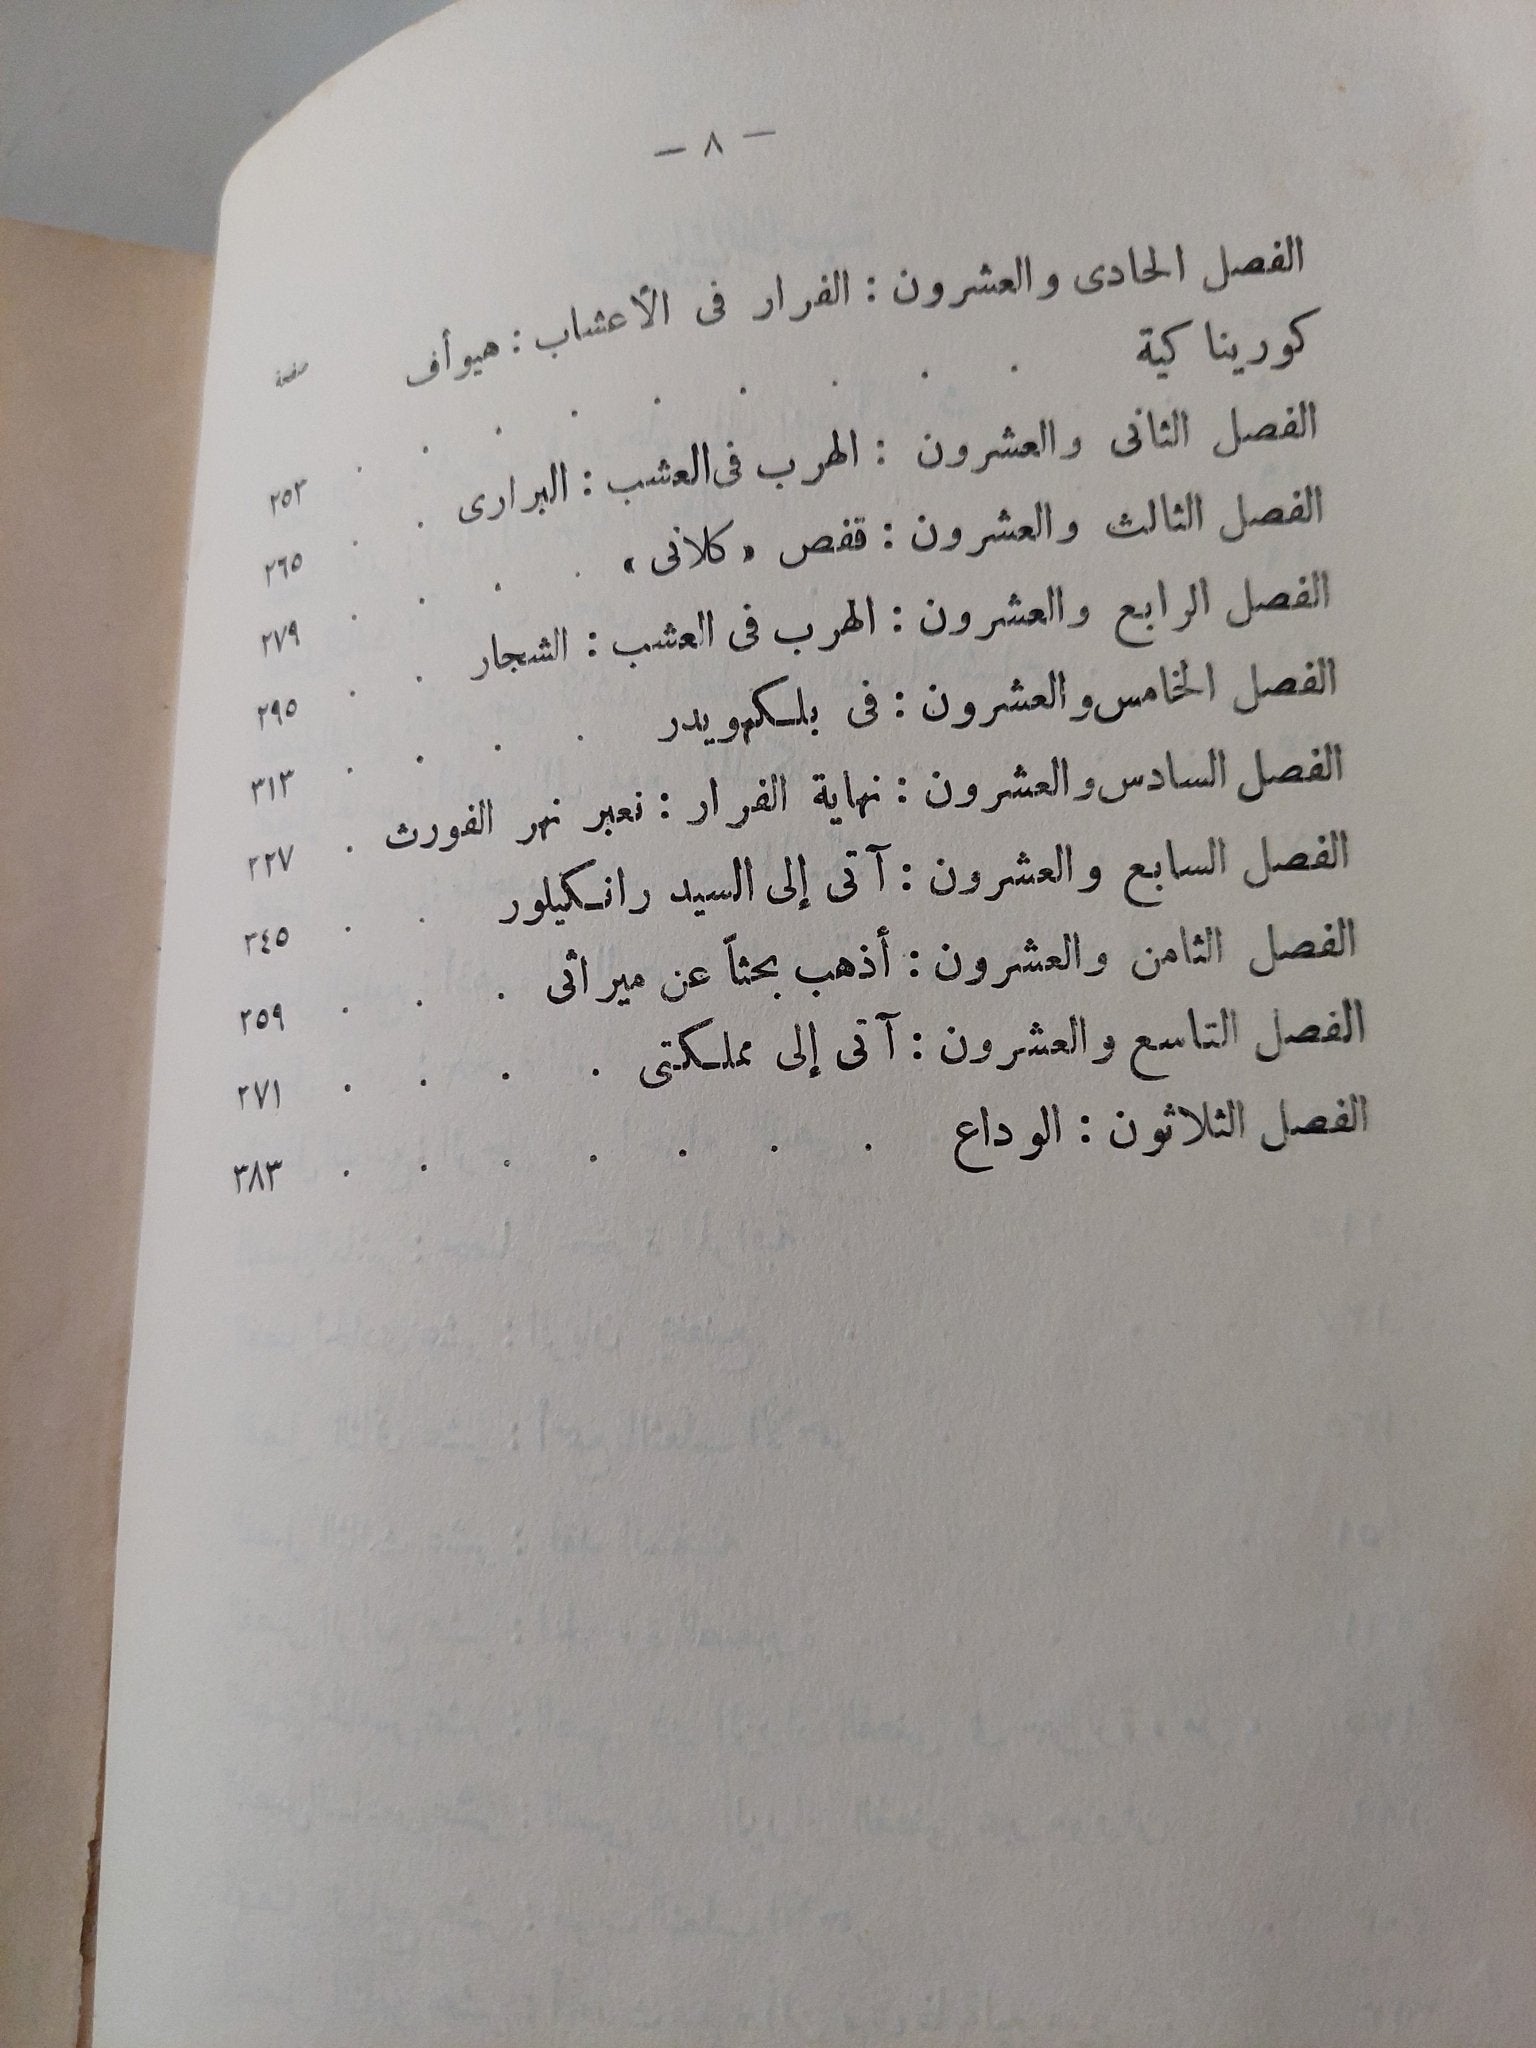 — ٨ —
صفحة
الفصل الحادى والعشرون : الفرار فى الأعشاب : هيو أف
كوريناكية . . . . . . . . . ٢٥٣
الفصل الثانى والعشرون : الهرب فى العشب : البرارى . . ٢٦٥
الفصل الثالث والعشرون : قفص « كلانى » . . . . ٢٧٩
الفصل الرابع والعشرون : الهرب فى العشب : الشجار . . ٢٩٥
الفصل الخامس والعشرون : فى بلكهويدر . . . . ٣١٣
الفصل السادس والعشرون : نهاية الفرار : نعبر نهر الفورث . ٣٢٧
الفصل السابع والعشرون : آتى إلى السيد رانكيلور . . ٣٤٥
الفصل الثامن والعشرون : أذهب بحثاً عن ميراثى . . . ٣٥٩
الفصل التاسع والعشرون : آتى إلى مملكتى . . . . ٣٧١
الفصل الثلاثون : الوداع . . . . . . . ٣٨٣